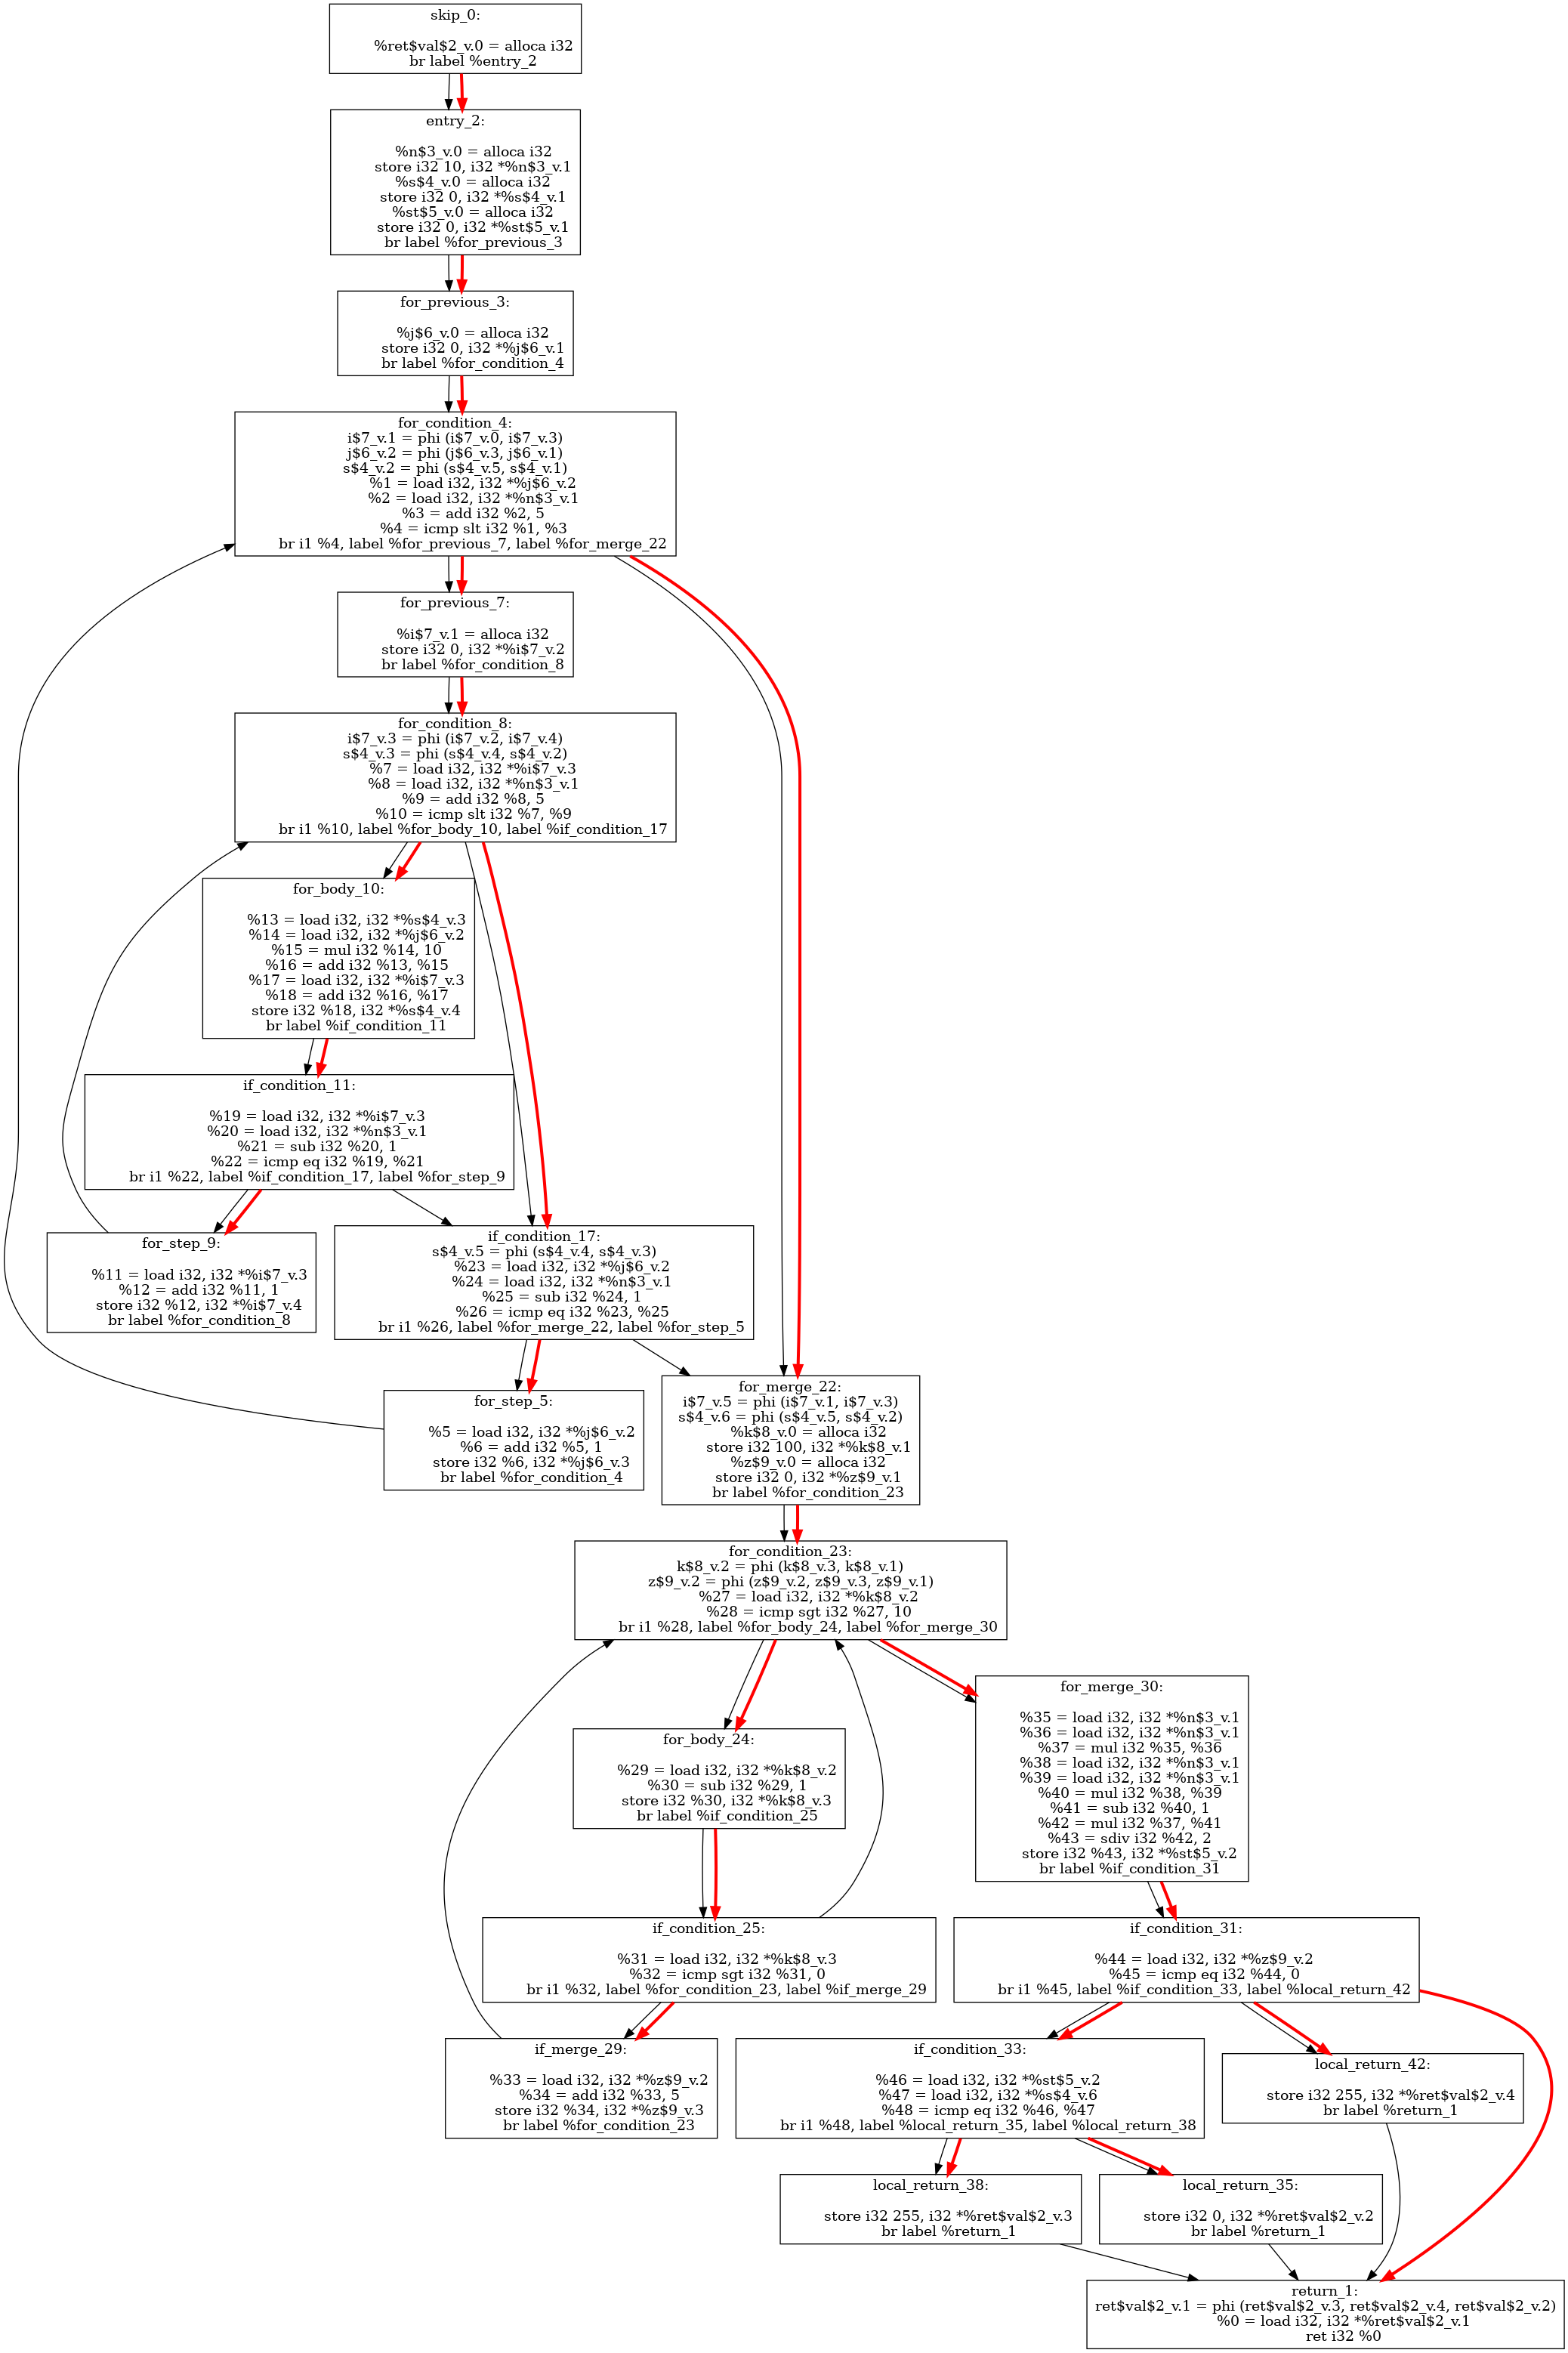 skip_0:
%ret$val$2_v.0 = alloca i32
br label %entry_2
entry_2:
%n$3_v.0 = alloca i32
store i32 10, i32 *%n$3_v.1
%s$4_v.0 = alloca i32
store i32 0, i32 *%s$4_v.1
%st$5_v.0 = alloca i32
store i32 0, i32 *%st$5_v.1
br label %for_previous_3
for_previous_3:
%j$6_v.0 = alloca i32
store i32 0, i32 *%j$6_v.1
br label %for_condition_4
for_condition_4:
i$7_v.1 = phi (i$7_v.0, i$7_v.3)
j$6_v.2 = phi (j$6_v.3, j$6_v.1)
s$4_v.2 = phi (s$4_v.5, s$4_v.1)
%1 = load i32, i32 *%j$6_v.2
%2 = load i32, i32 *%n$3_v.1
%3 = add i32 %2, 5
%4 = icmp slt i32 %1, %3
br i1 %4, label %for_previous_7, label %for_merge_22
for_previous_7:
%i$7_v.1 = alloca i32
store i32 0, i32 *%i$7_v.2
br label %for_condition_8
for_condition_8:
i$7_v.3 = phi (i$7_v.2, i$7_v.4)
s$4_v.3 = phi (s$4_v.4, s$4_v.2)
%7 = load i32, i32 *%i$7_v.3
%8 = load i32, i32 *%n$3_v.1
%9 = add i32 %8, 5
%10 = icmp slt i32 %7, %9
br i1 %10, label %for_body_10, label %if_condition_17
for_body_10:
%13 = load i32, i32 *%s$4_v.3
%14 = load i32, i32 *%j$6_v.2
%15 = mul i32 %14, 10
%16 = add i32 %13, %15
%17 = load i32, i32 *%i$7_v.3
%18 = add i32 %16, %17
store i32 %18, i32 *%s$4_v.4
br label %if_condition_11
if_condition_11:
%19 = load i32, i32 *%i$7_v.3
%20 = load i32, i32 *%n$3_v.1
%21 = sub i32 %20, 1
%22 = icmp eq i32 %19, %21
br i1 %22, label %if_condition_17, label %for_step_9
for_step_9:
%11 = load i32, i32 *%i$7_v.3
%12 = add i32 %11, 1
store i32 %12, i32 *%i$7_v.4
br label %for_condition_8
if_condition_17:
s$4_v.5 = phi (s$4_v.4, s$4_v.3)
%23 = load i32, i32 *%j$6_v.2
%24 = load i32, i32 *%n$3_v.1
%25 = sub i32 %24, 1
%26 = icmp eq i32 %23, %25
br i1 %26, label %for_merge_22, label %for_step_5
for_step_5:
%5 = load i32, i32 *%j$6_v.2
%6 = add i32 %5, 1
store i32 %6, i32 *%j$6_v.3
br label %for_condition_4
for_merge_22:
i$7_v.5 = phi (i$7_v.1, i$7_v.3)
s$4_v.6 = phi (s$4_v.5, s$4_v.2)
%k$8_v.0 = alloca i32
store i32 100, i32 *%k$8_v.1
%z$9_v.0 = alloca i32
store i32 0, i32 *%z$9_v.1
br label %for_condition_23
for_condition_23:
k$8_v.2 = phi (k$8_v.3, k$8_v.1)
z$9_v.2 = phi (z$9_v.2, z$9_v.3, z$9_v.1)
%27 = load i32, i32 *%k$8_v.2
%28 = icmp sgt i32 %27, 10
br i1 %28, label %for_body_24, label %for_merge_30
for_body_24:
%29 = load i32, i32 *%k$8_v.2
%30 = sub i32 %29, 1
store i32 %30, i32 *%k$8_v.3
br label %if_condition_25
for_merge_30:
%35 = load i32, i32 *%n$3_v.1
%36 = load i32, i32 *%n$3_v.1
%37 = mul i32 %35, %36
%38 = load i32, i32 *%n$3_v.1
%39 = load i32, i32 *%n$3_v.1
%40 = mul i32 %38, %39
%41 = sub i32 %40, 1
%42 = mul i32 %37, %41
%43 = sdiv i32 %42, 2
store i32 %43, i32 *%st$5_v.2
br label %if_condition_31
if_condition_25:
%31 = load i32, i32 *%k$8_v.3
%32 = icmp sgt i32 %31, 0
br i1 %32, label %for_condition_23, label %if_merge_29
if_condition_31:
%44 = load i32, i32 *%z$9_v.2
%45 = icmp eq i32 %44, 0
br i1 %45, label %if_condition_33, label %local_return_42
if_merge_29:
%33 = load i32, i32 *%z$9_v.2
%34 = add i32 %33, 5
store i32 %34, i32 *%z$9_v.3
br label %for_condition_23
if_condition_33:
%46 = load i32, i32 *%st$5_v.2
%47 = load i32, i32 *%s$4_v.6
%48 = icmp eq i32 %46, %47
br i1 %48, label %local_return_35, label %local_return_38
local_return_42:
store i32 255, i32 *%ret$val$2_v.4
br label %return_1
local_return_38:
store i32 255, i32 *%ret$val$2_v.3
br label %return_1
local_return_35:
store i32 0, i32 *%ret$val$2_v.2
br label %return_1
return_1:
ret$val$2_v.1 = phi (ret$val$2_v.3, ret$val$2_v.4, ret$val$2_v.2)
%0 = load i32, i32 *%ret$val$2_v.1
ret i32 %0